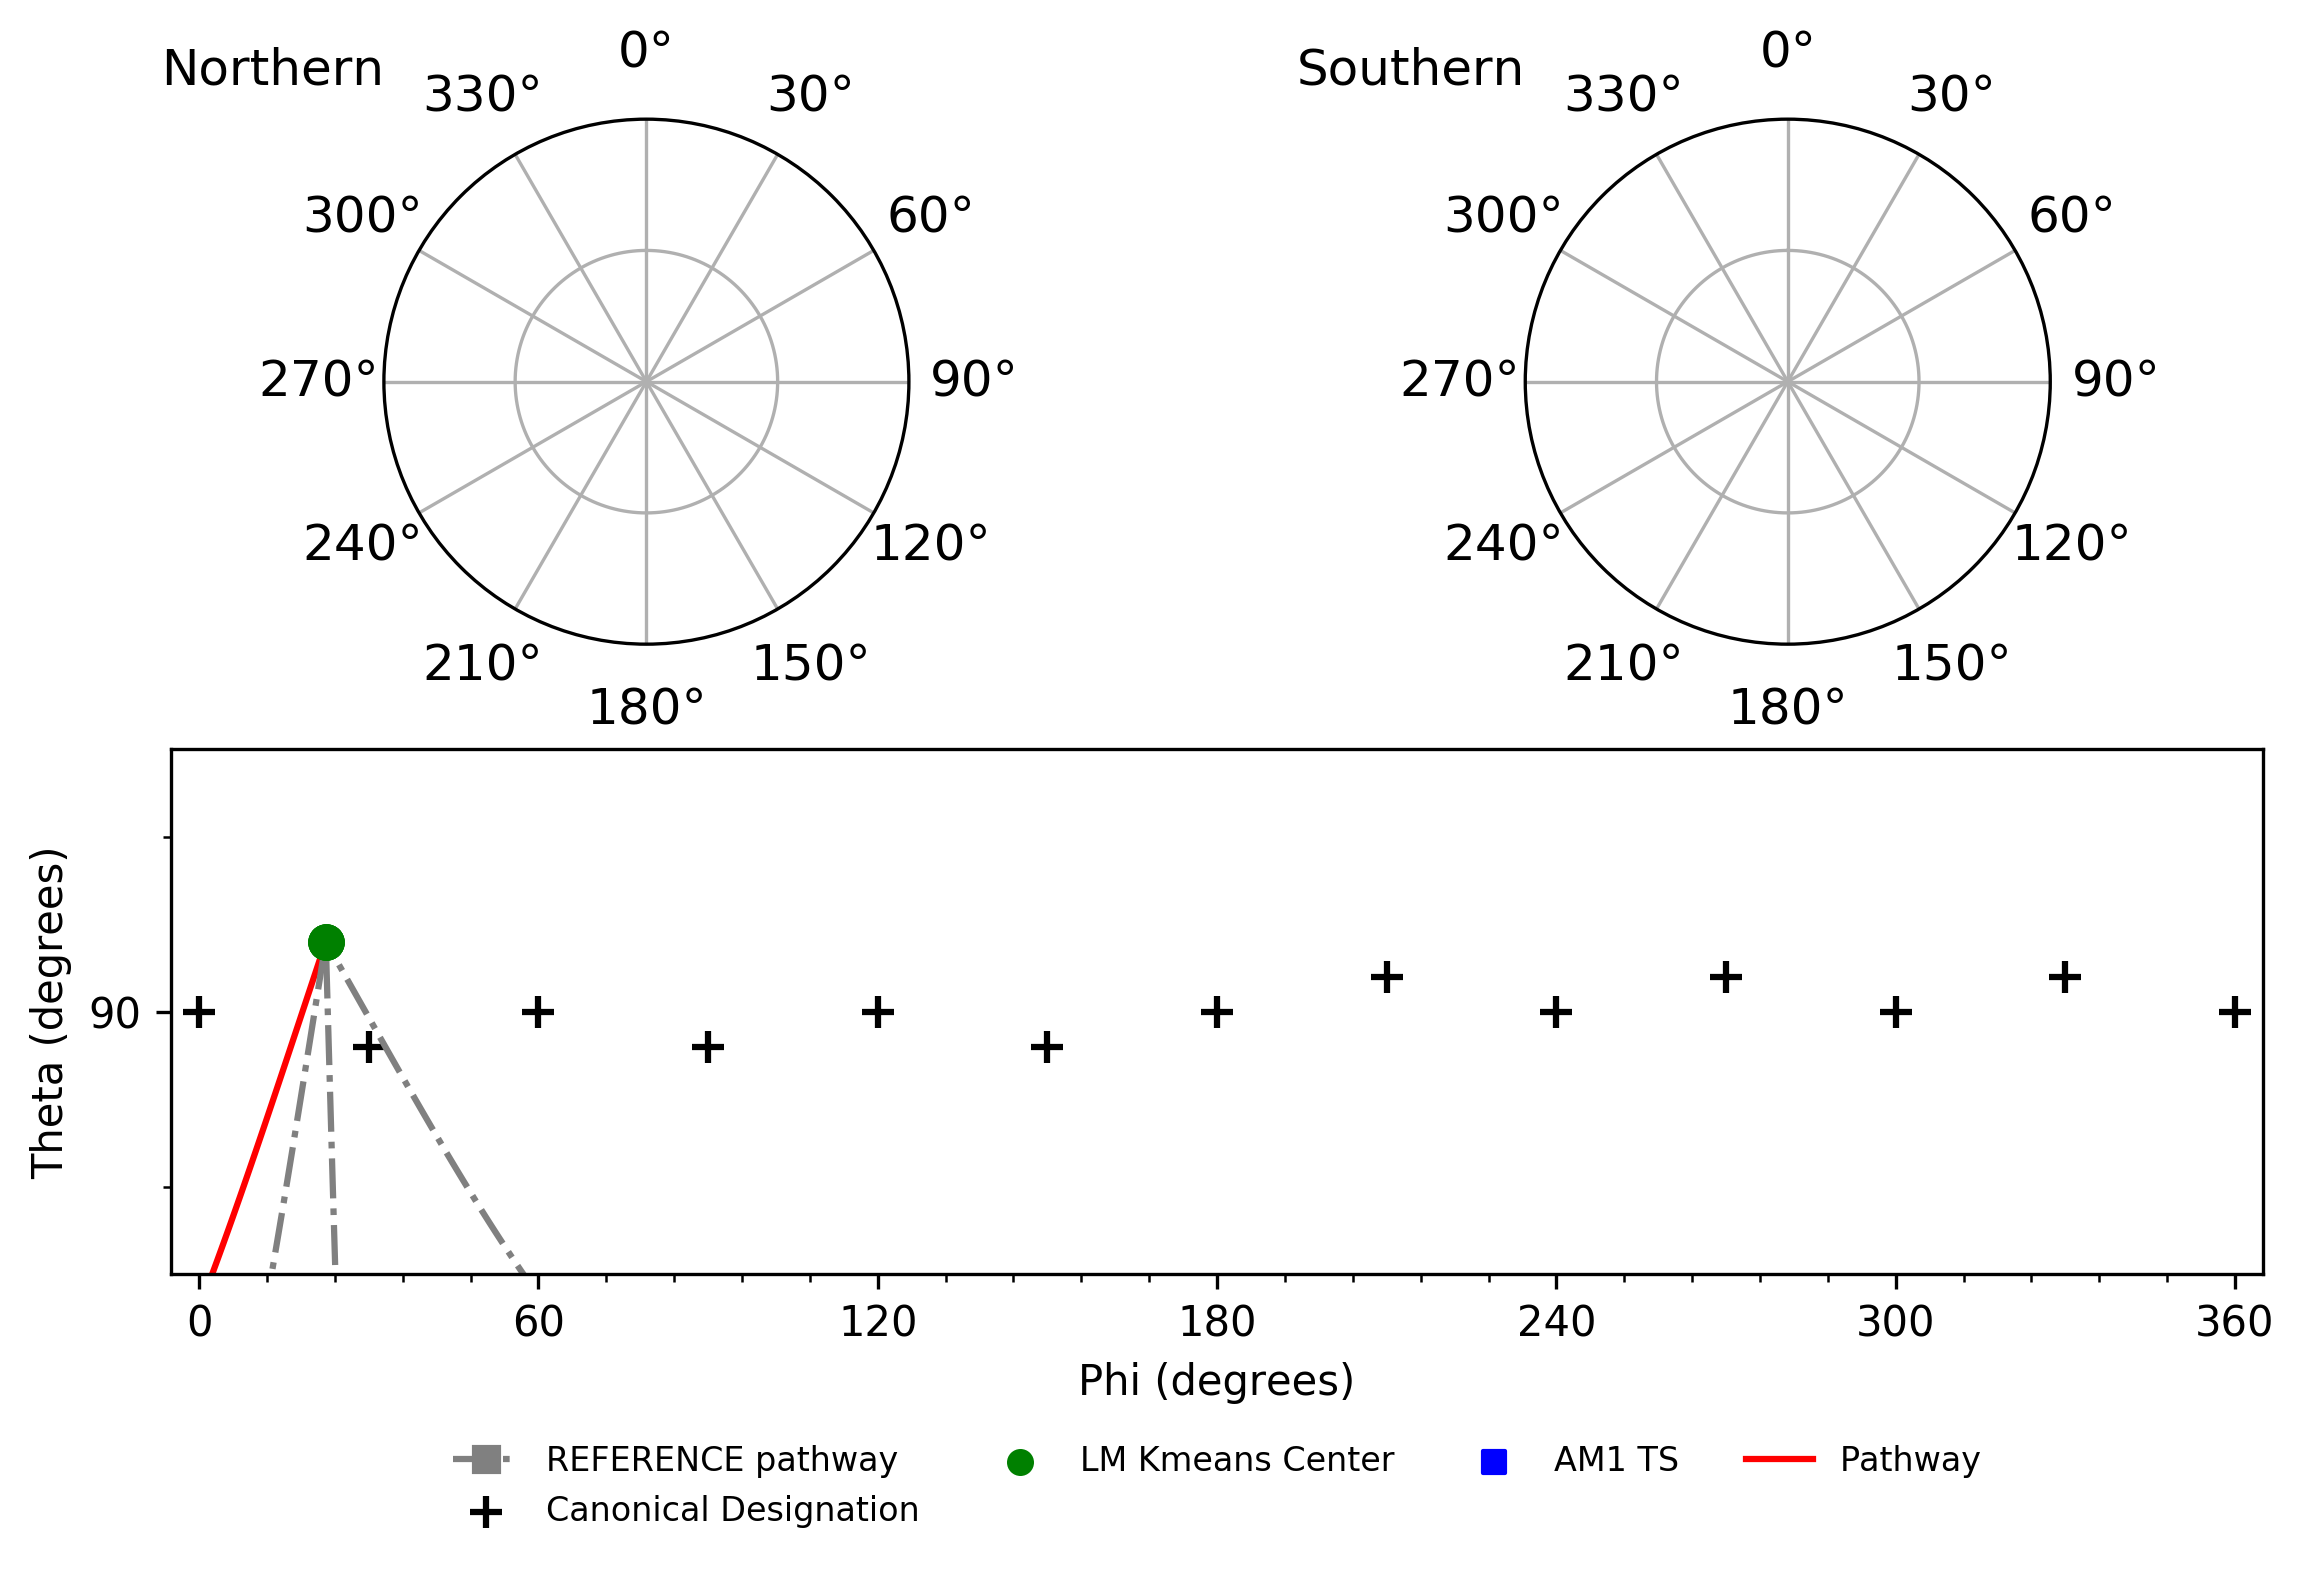 Northern
0°
330°
30°
300°
60°
270°
90°
240°
120°
210°
150°
180°
Southern
0°
330°
30°
300°
60°
270°
90°
240°
120°
210°
150°
180°
Theta (degrees)
90
0 60 120 180 240 300 360
Phi (degrees)
REFERENCE pathway
Canonical Designation
LM Kmeans Center
AM1 TS
Pathway